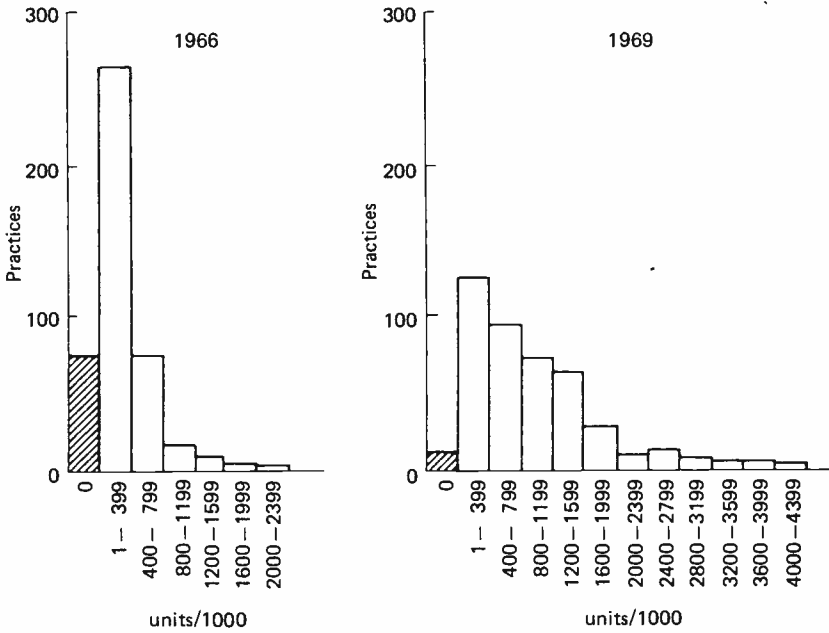 1966
Practices
300
200
100
0
0
1 – 399
400 – 799
800 – 1199
1200 – 1599
1600 – 1999
2000 – 2399
units/1000
1969
Practices
300
200
100
0
0
1 – 399
400 – 799
800 – 1199
1200 – 1599
1600 – 1999
2000 – 2399
2400 – 2799
2800 – 3199
3200 – 3599
3600 – 3999
4000 – 4399
units/1000